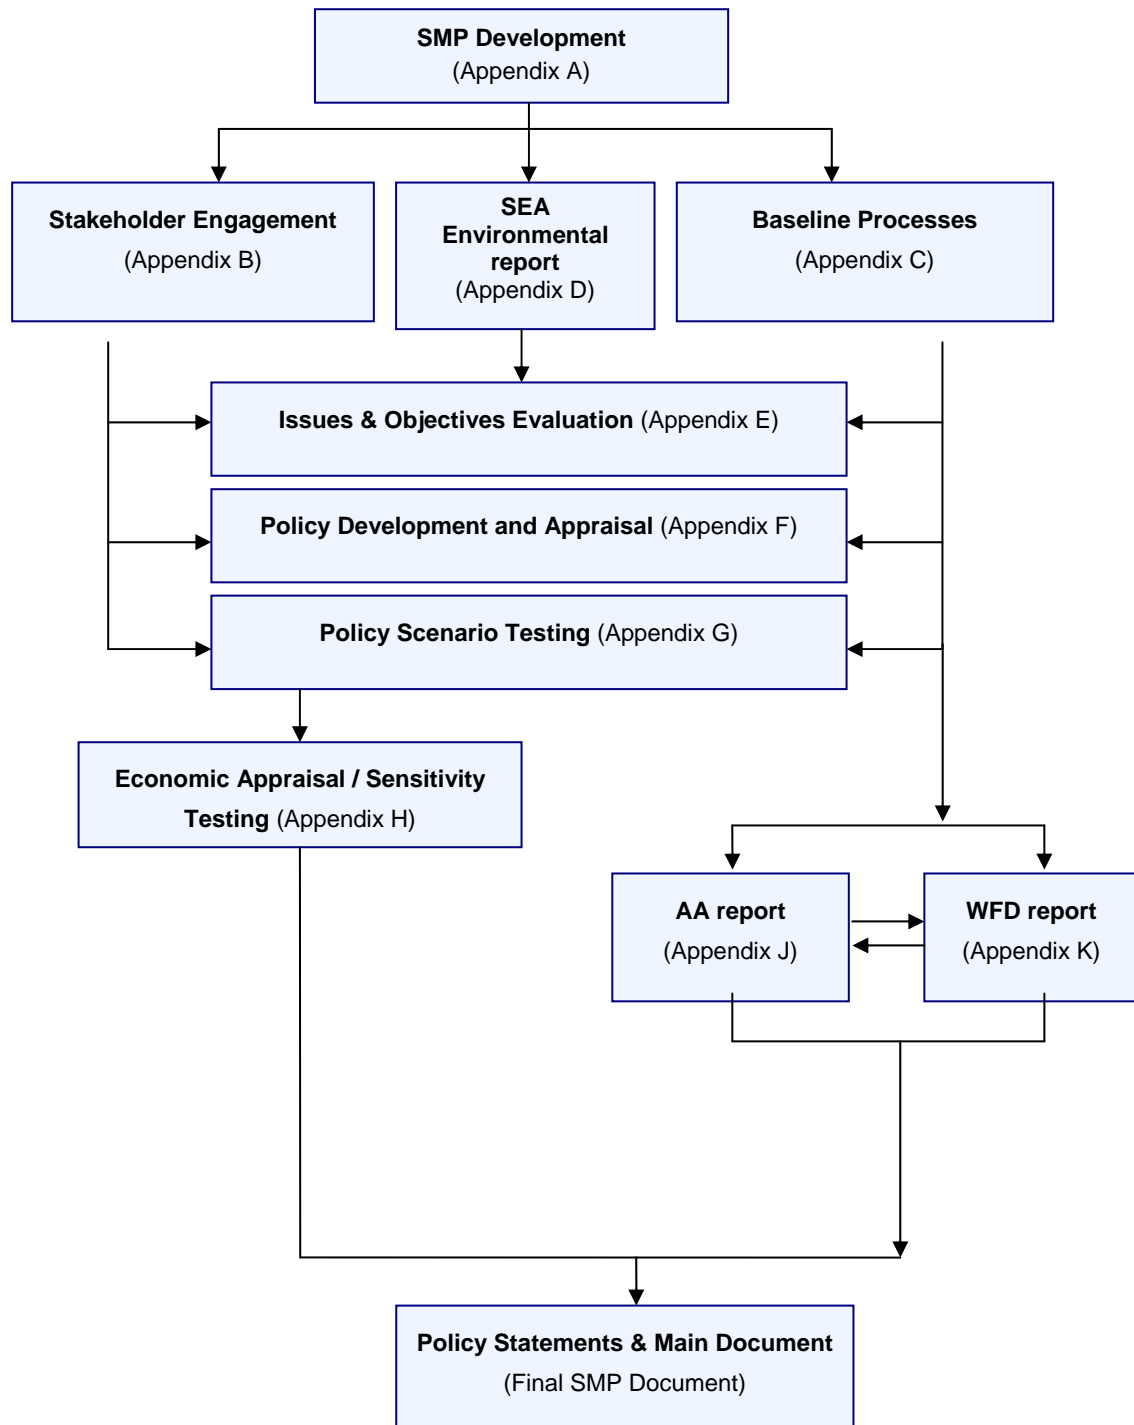 SMP Development
(Appendix A)
Stakeholder Engagement
(Appendix B)
SEA
Environmental
report
(Appendix D)
Baseline Processes
(Appendix C)
Issues & Objectives Evaluation (Appendix E)
Policy Development and Appraisal (Appendix F)
Policy Scenario Testing (Appendix G)
Economic Appraisal / Sensitivity
Testing (Appendix H)
AA report
(Appendix J)
WFD report
(Appendix K)
Policy Statements & Main Document
(Final SMP Document)